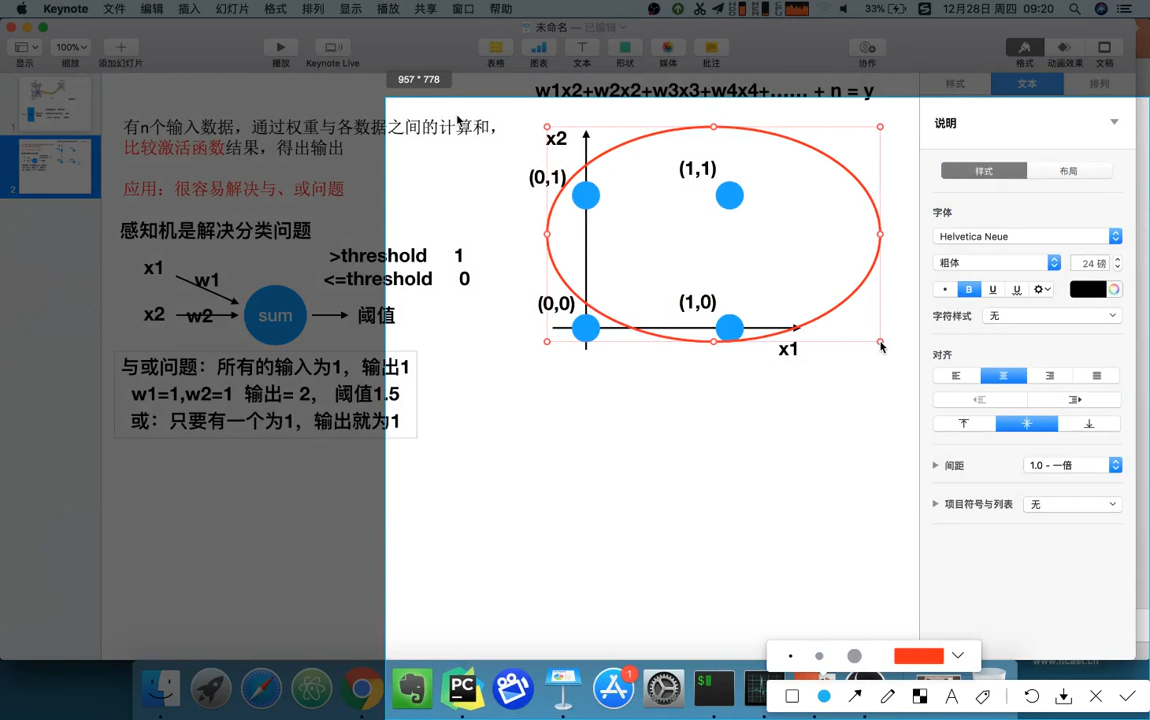 Keynote 文件 编辑 插入 幻灯片 格式 排列 显示 播放 共享 窗口 帮助 33% 12月28日 周四 09:20
未命名 — 已编辑
100%
显示 缩放 添加幻灯片 播放 Keynote Live 表格 图表 文本 形状 媒体 批注 协作 格式 动画效果 文稿
957 * 778
样式 文本 排列
1
2
w1x2+w2x2+w3x3+w4x4+…… + n = y
有n个输入数据，通过权重与各数据之间的计算和，
比较激活函数结果，得出输出
应用：很容易解决与、或问题
感知机是解决分类问题
>threshold 1
<=threshold 0
x1
w1
x2
w2
sum
阈值
与或问题：所有的输入为1，输出1
w1=1,w2=1 输出= 2， 阈值1.5
或：只要有一个为1，输出就为1
x2
(0,1)
(1,1)
(0,0)
(1,0)
x1
说明
样式 布局
字体
Helvetica Neue
粗体 24 磅
B U U
字符样式 无
对齐
间距 1.0 - 一倍
项目符号与列表 无
PC
1
$
A